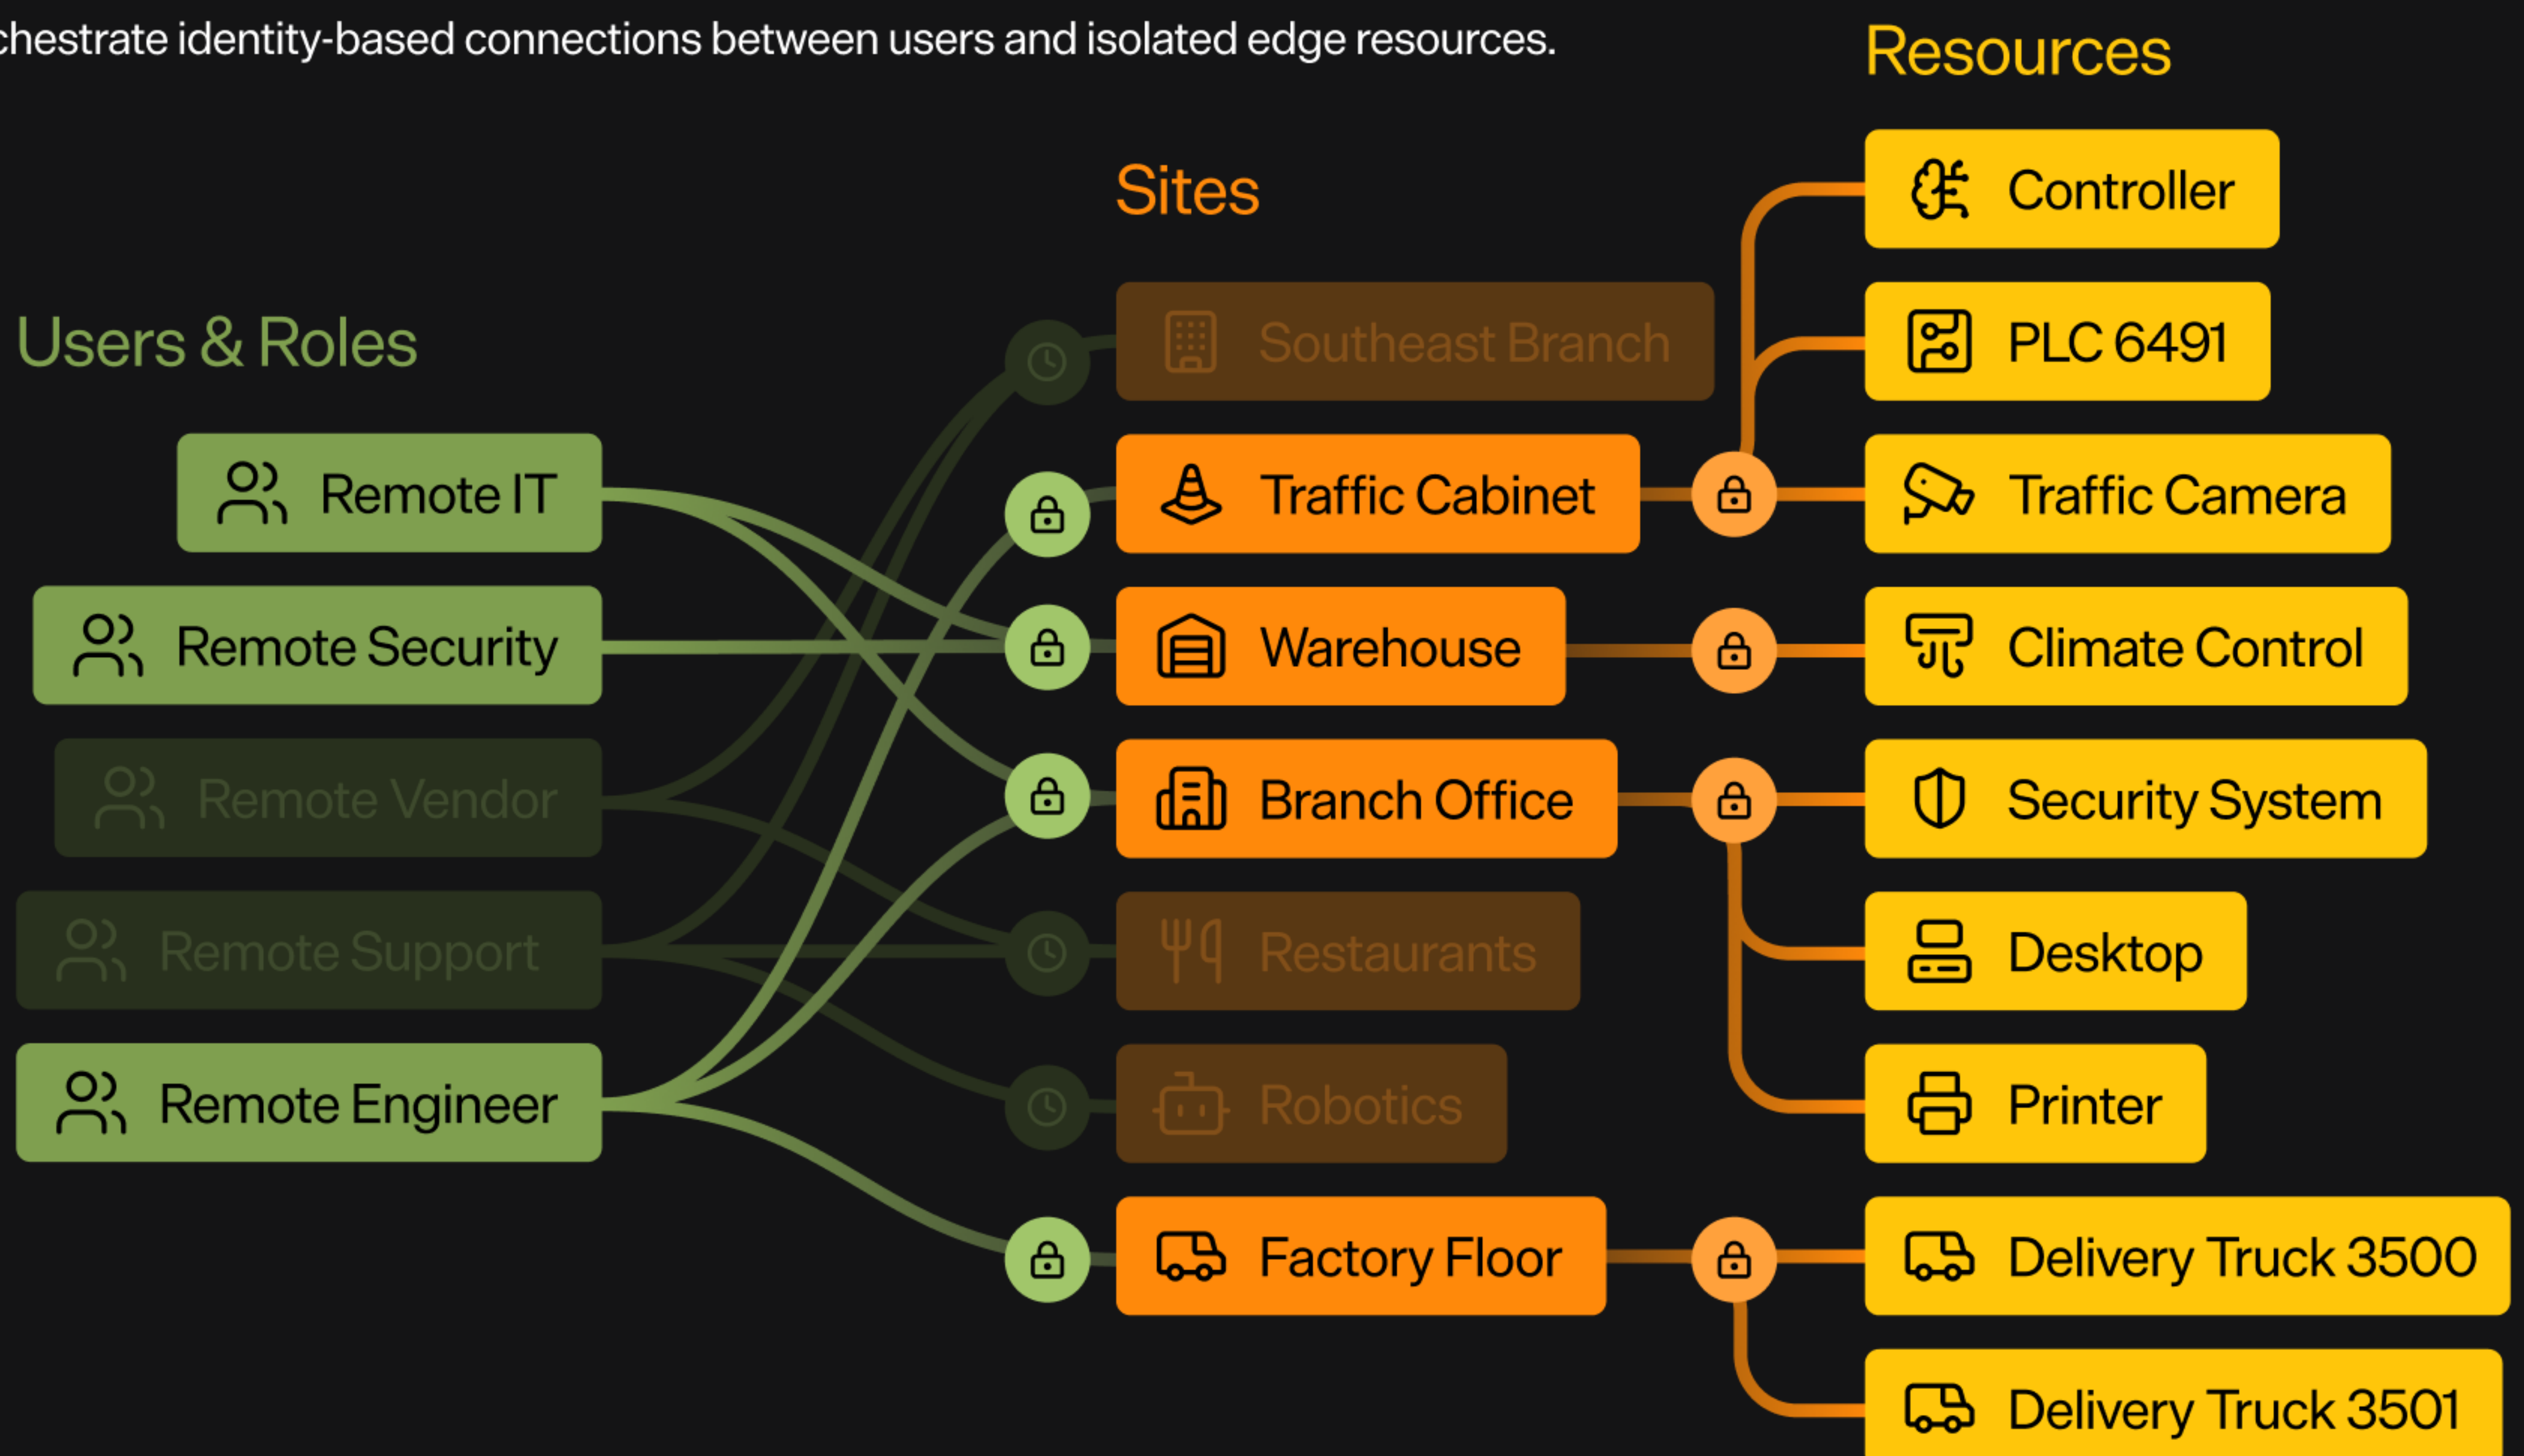 chestrate identity-based connections between users and isolated edge resources.
Users & Roles
Remote IT
Remote Security
Remote Vendor
Remote Support
Remote Engineer
Sites
Southeast Branch
Traffic Cabinet
Warehouse
Branch Office
Restaurants
Robotics
Factory Floor
Resources
Controller
PLC 6491
Traffic Camera
Climate Control
Security System
Desktop
Printer
Delivery Truck 3500
Delivery Truck 3501